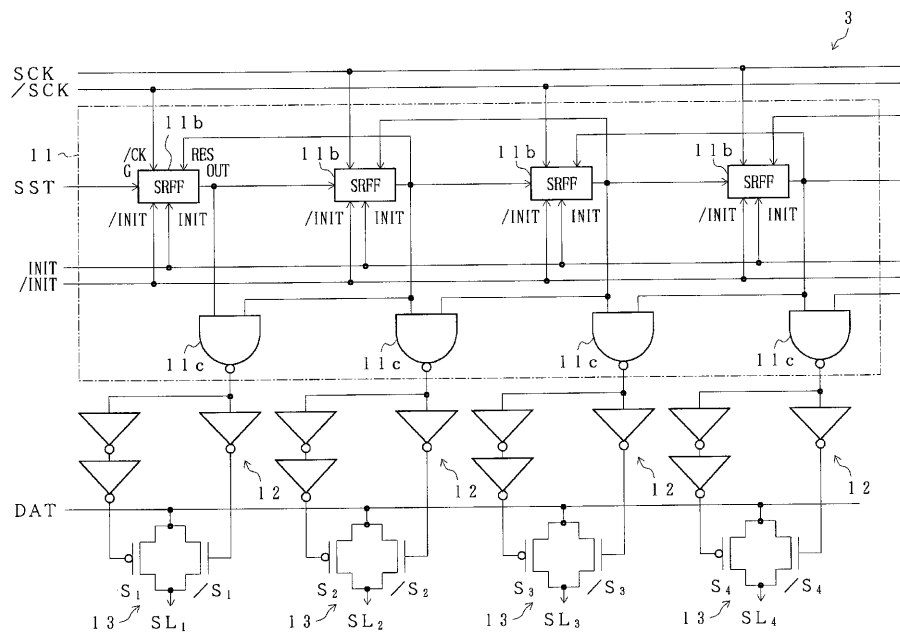 3
SCK
/SCK
11b
11
/CK
G
RES
OUT
11b
11b
11b
SST
SRFF
SRFF
SRFF
SRFF
/INIT INIT
/INIT INIT
/INIT INIT
/INIT INIT
INIT
/INIT
11c
11c
11c
11c
12
12
12
12
DAT
S1 /S1
S2 /S2
S3 /S3
S4 /S4
13
SL1
13
SL2
13
SL3
13
SL4